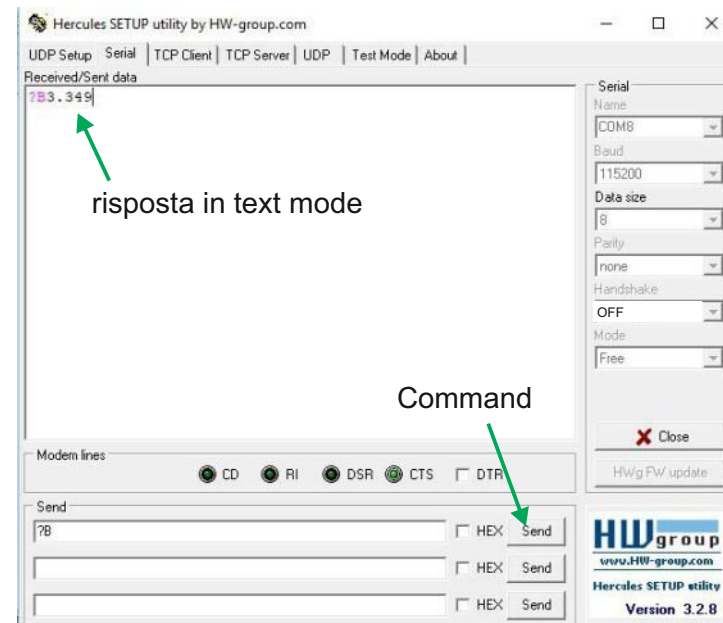 Hercules SETUP utility by HW-group.com
UDP Setup Serial TCP Client TCP Server UDP Test Mode About
Received/Sent data
?B3.349
risposta in text mode
Serial
Name
COM8
Baud
115200
Data size
8
Parity
none
Handshake
OFF
Mode
Free
Command
Close
HWg FW update
Modem lines
CD RI DSR CTS DTR
Send
?B HEX Send
HEX Send
HEX Send
HWgroup
www.HW-group.com
Hercules SETUP utility
Version 3.2.8